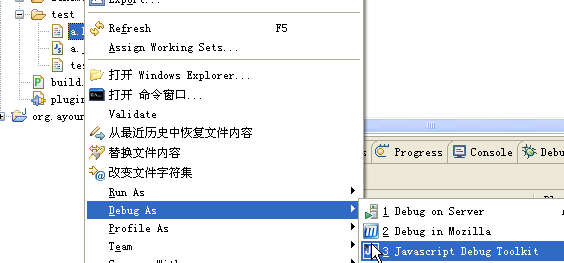 test
Export...
a.
Refresh F5
a.
Assign Working Sets...
te
打开 Windows Explorer...
build.
打开 命令窗口...
plugin
Validate
org.ayour
从最近历史中恢复文件内容
替换文件内容
Progress
Console
Debu
改变文件字符集
Run As
Debug As
1 Debug on Server
Profile As
2 Debug in Mozilla
Team
3 Javascript Debug Toolkit